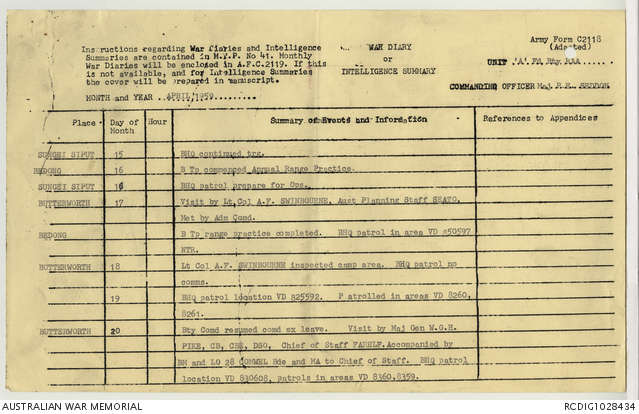 Army Form C2118
(Adapted)
Instructions regarding War Diaries and Intelligence
Summaries are contained in M.Y.P. No 41. Monthly
War Diaries will be enclosed in A.F.C.2119. If this
is not available, and for Intelligence Summaries
the cover will be prepared in manuscript.
WAR DIARY
or
INTELLIGENCE SUMMARY
UNIT 'A' Fd Bty RAA
COMMANDING OFFICER Maj. R.E. SEDDON
MONTH AND YEAR APRIL, 1959
Place Day of Month Hour Summary of Events and Information References to Appendices
SUNGEI SIPUT 15 BHQ continued trg.
BEDONG 16 B Tp commenced Annual Range Practice.
SUNGEI SIPUT 16 BHQ patrol prepare for Ops.
BUTTERWORTH 17 Visit by Lt. Col A.F. SWINBOURNE, Aust Planning Staff SEATO,
Met by Adm Comd.
BEDONG B Tp range practice completed. BHQ patrol in area VD 850597
NTR.
BUTTERWORTH 18 Lt Col A.F. SWINBOURNE inspected camp area. BHQ patrol no
comms.
19 BHQ patrol location VD 825592. P atrolled in areas VD 8260,
8261.
BUTTERWORTH 20 Bty Comd resumed comd ex leave. Visit by Maj Gen W.G.H.
PIKE, CB, CBE, DSO, Chief of Staff FARELF. Accompanied by
BM and LO 28 COMWEL Bde and MA to Chief of Staff. BHQ patrol
location VD 830608, patrols in areas VD 8360,8359.
AUSTRALIAN WAR MEMORIAL
RCDIG1028434